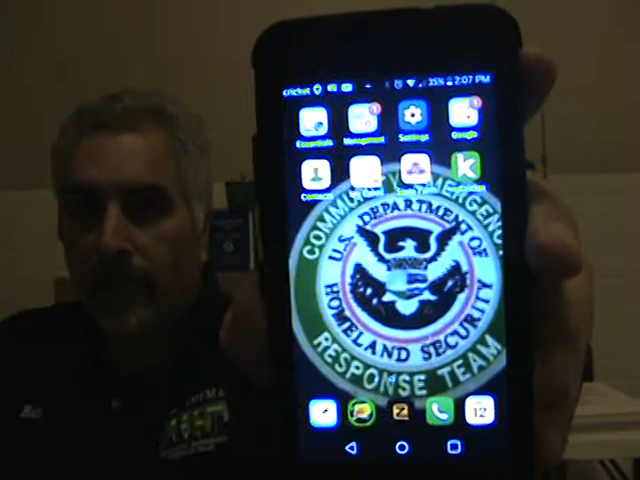 cricket 35% 2:07 PM
Essentials Management Settings Google
Contacts
COMMUNITY EMERGENCY
U.S. DEPARTMENT OF
HOMELAND SECURITY
RESPONSE TEAM
12